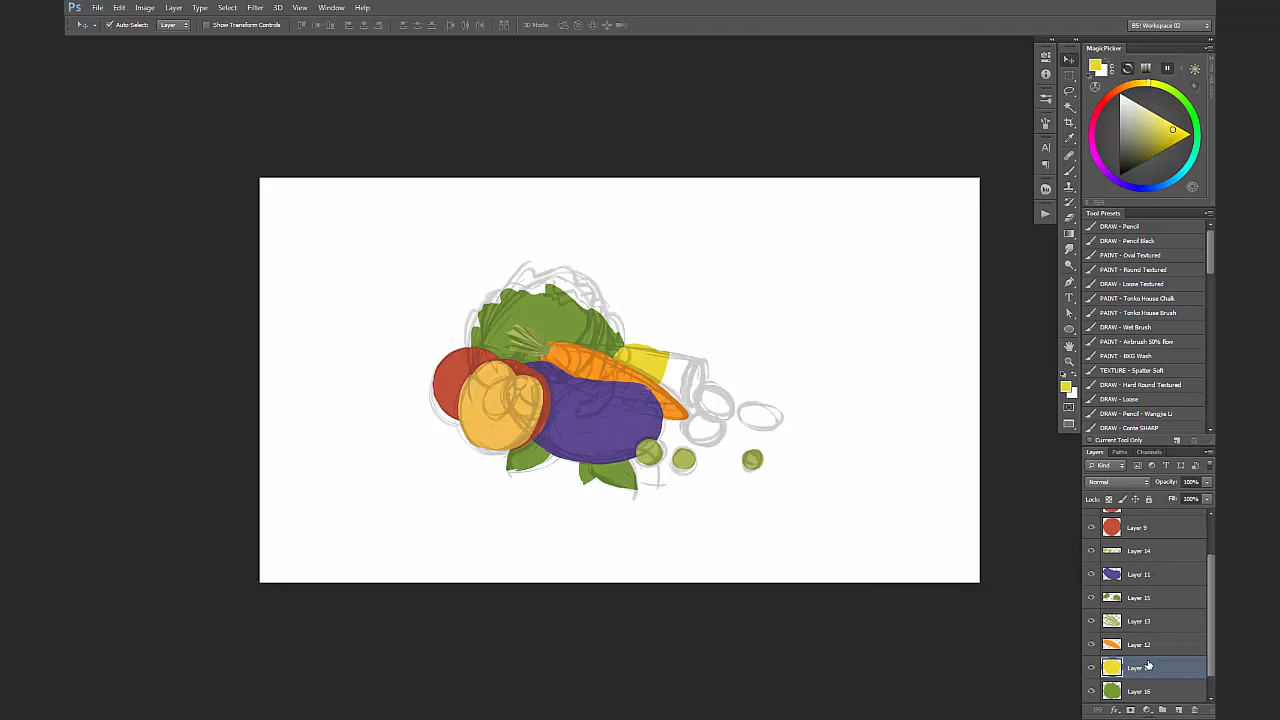 Ps File Edit Image Layer Type Select Filter 3D View Window Help
Auto-Select: Layer Show Transform Controls 3D Mode: BS! Workspace 02
MagicPicker
Tool Presets
DRAW - Pencil
DRAW - Pencil Black
PAINT - Oval Textured
PAINT - Round Textured
DRAW - Loose Textured
PAINT - Tonko House Chalk
PAINT - Tonko House Brush
DRAW - Wet Brush
PAINT - Airbrush 50% flow
PAINT - BKG Wash
TEXTURE - Spatter Soft
DRAW - Hard Round Textured
DRAW - Loose
DRAW - Pencil - Wangjie Li
DRAW - Conte SHARP
Current Tool Only
Layers Paths Channels
Kind
Normal Opacity: 100%
Lock: Fill: 100%
Layer 9
Layer 14
Layer 11
Layer 15
Layer 13
Layer 12
Layer
Layer 16